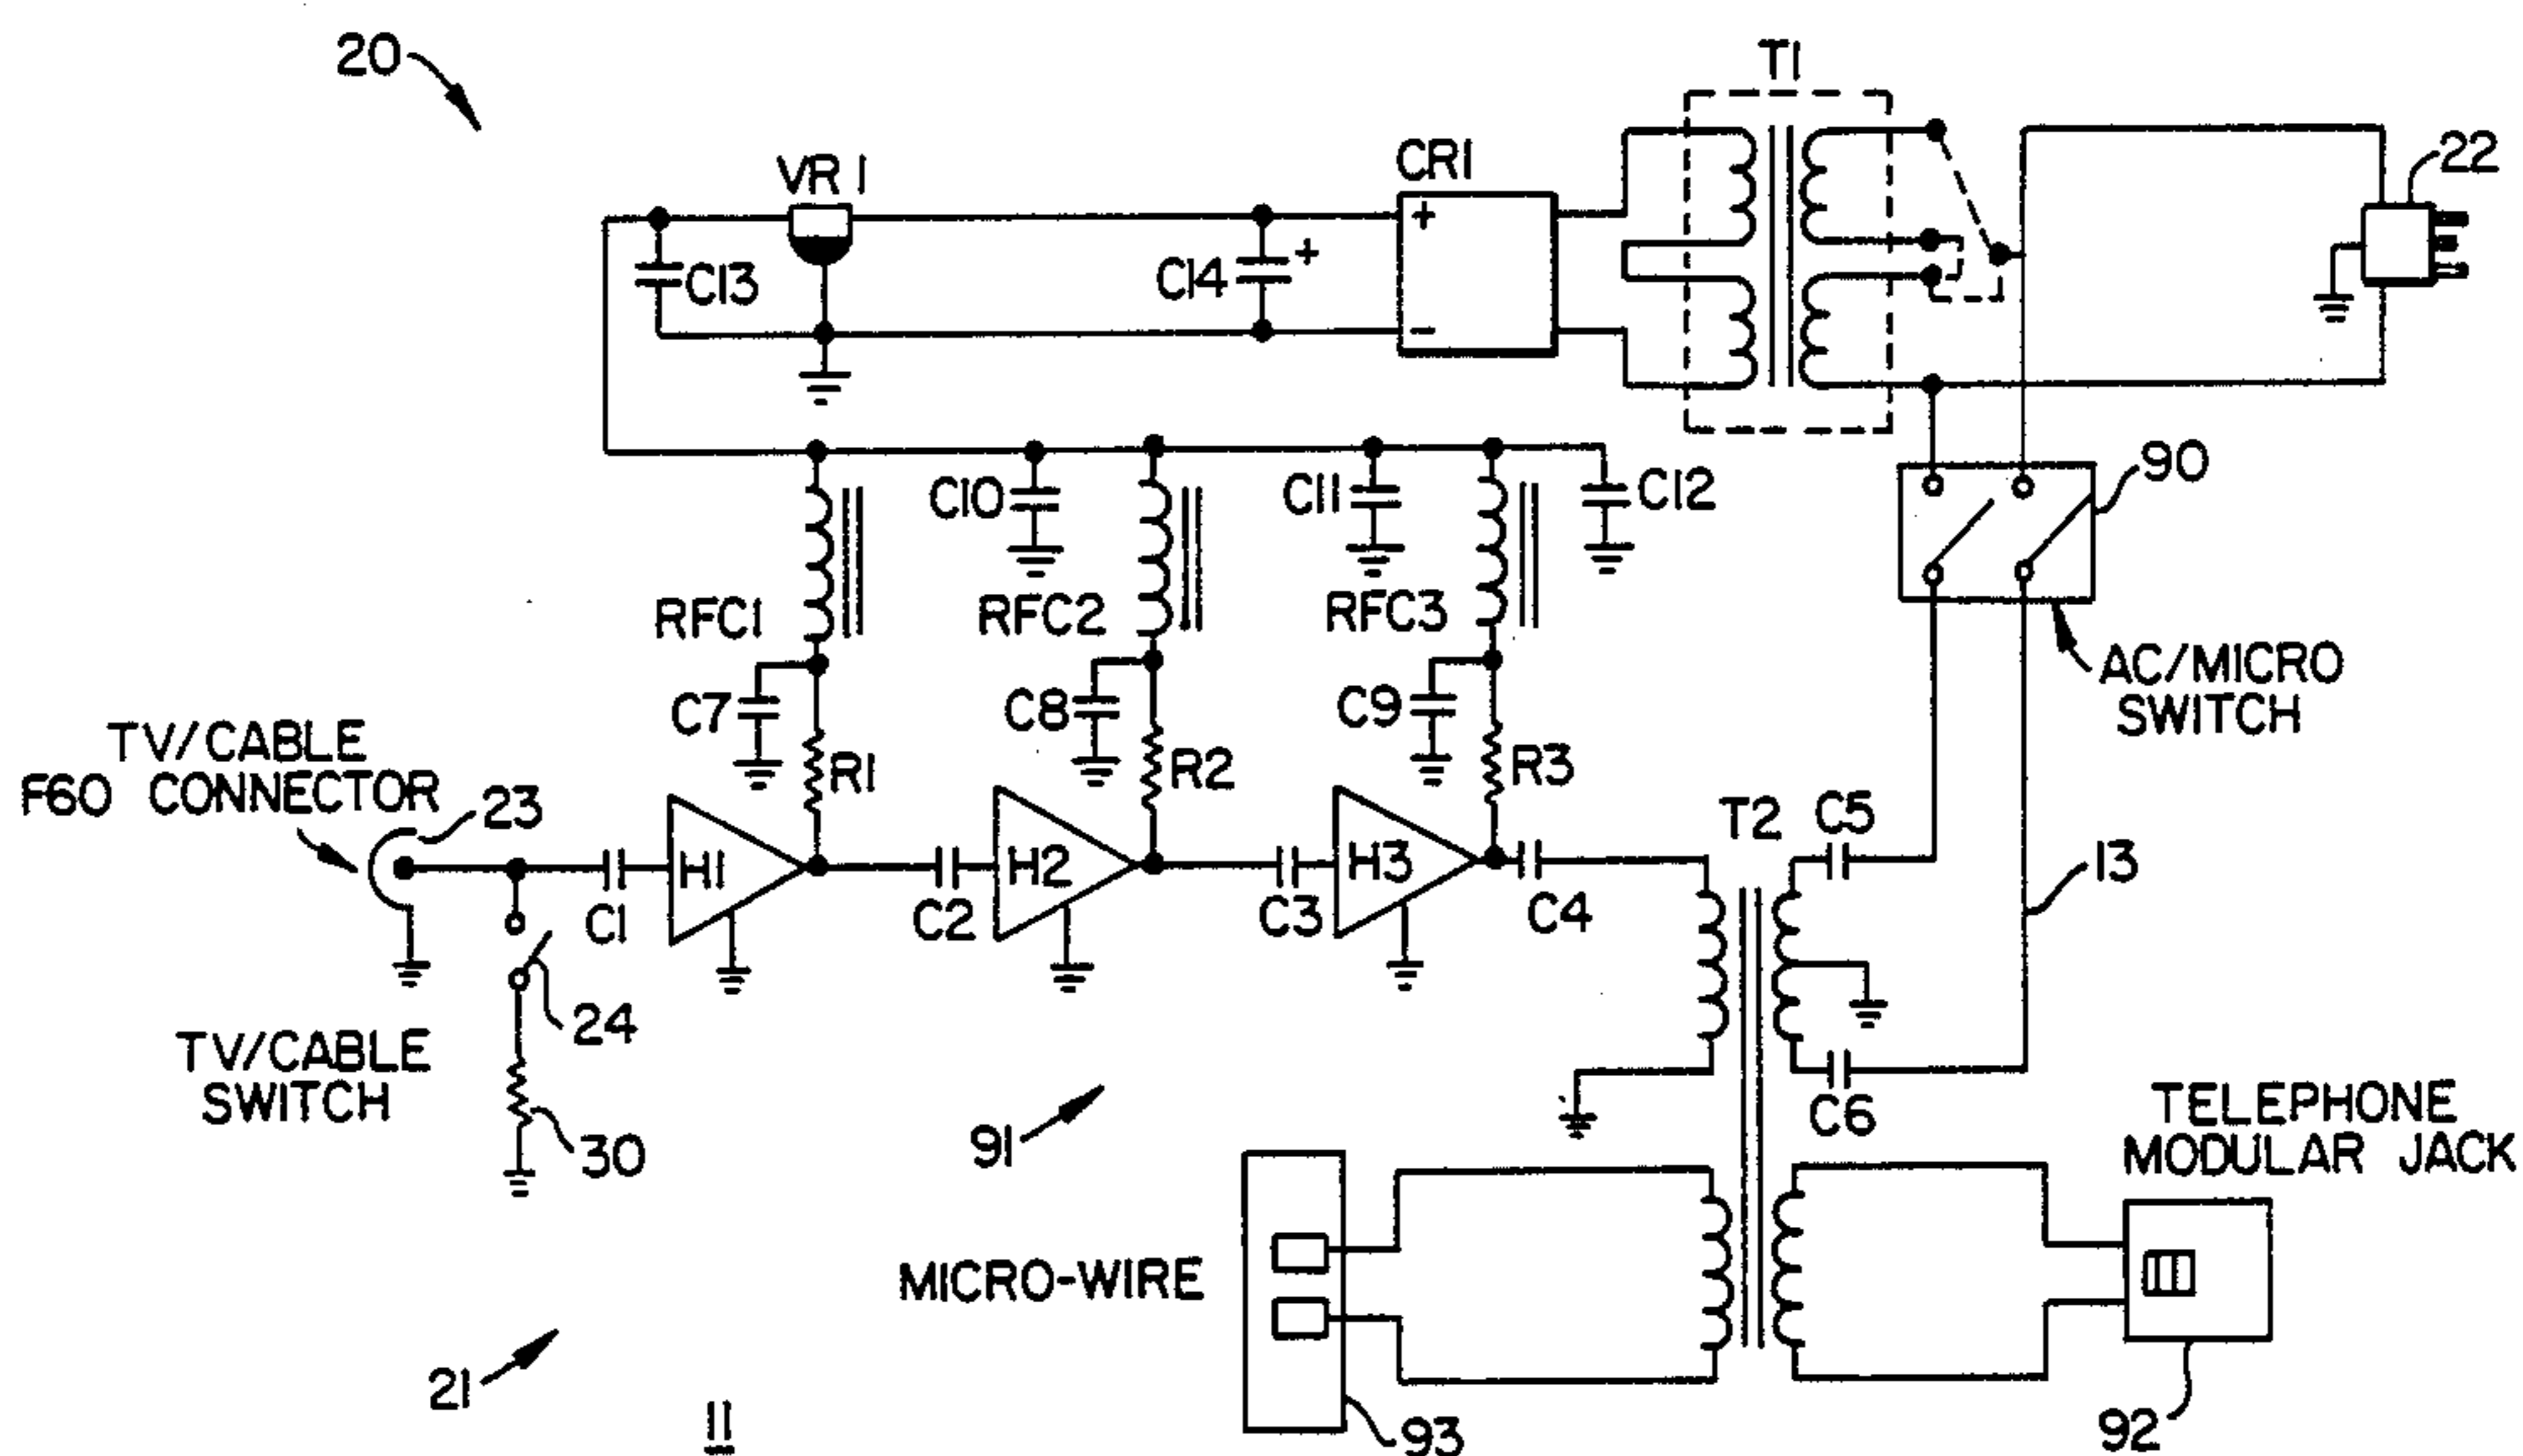 20
T1
VR1
CR1
22
+
+
C13
C14
-
90
C10
C11
C12
RFC1
RFC2
RFC3
AC/MICRO
SWITCH
C7
C8
C9
TV/CABLE
F60 CONNECTOR
23
R1
R2
R3
T2
C5
13
H1
H2
H3
C1
C2
C3
C4
24
TV/CABLE
SWITCH
30
91
C6
TELEPHONE
MODULAR JACK
MICRO-WIRE
21
11
93
92